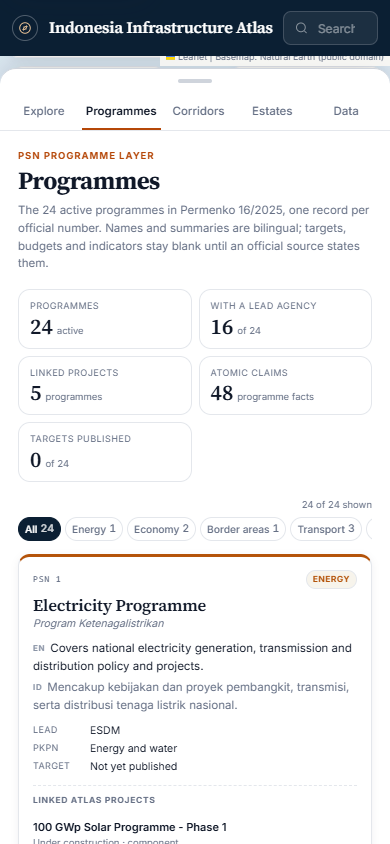 Indonesia Infrastructure Atlas
Search
Leaflet | Basemap: Natural Earth (public domain)
Explore
Programmes
Corridors
Estates
Data
PSN PROGRAMME LAYER
Programmes
The 24 active programmes in Permenko 16/2025, one record per
official number. Names and summaries are bilingual; targets,
budgets and indicators stay blank until an official source states
them.
PROGRAMMES
24 active
WITH A LEAD AGENCY
16 of 24
LINKED PROJECTS
5 programmes
ATOMIC CLAIMS
48 programme facts
TARGETS PUBLISHED
0 of 24
24 of 24 shown
All 24
Energy 1
Economy 2
Border areas 1
Transport 3
PSN 1
ENERGY
Electricity Programme
Program Ketenagalistrikan
EN Covers national electricity generation, transmission and
distribution policy and projects.
ID Mencakup kebijakan dan proyek pembangkit, transmisi,
serta distribusi tenaga listrik nasional.
LEAD ESDM
PKPN Energy and water
TARGET Not yet published
LINKED ATLAS PROJECTS
100 GWp Solar Programme - Phase 1
Under construction · component